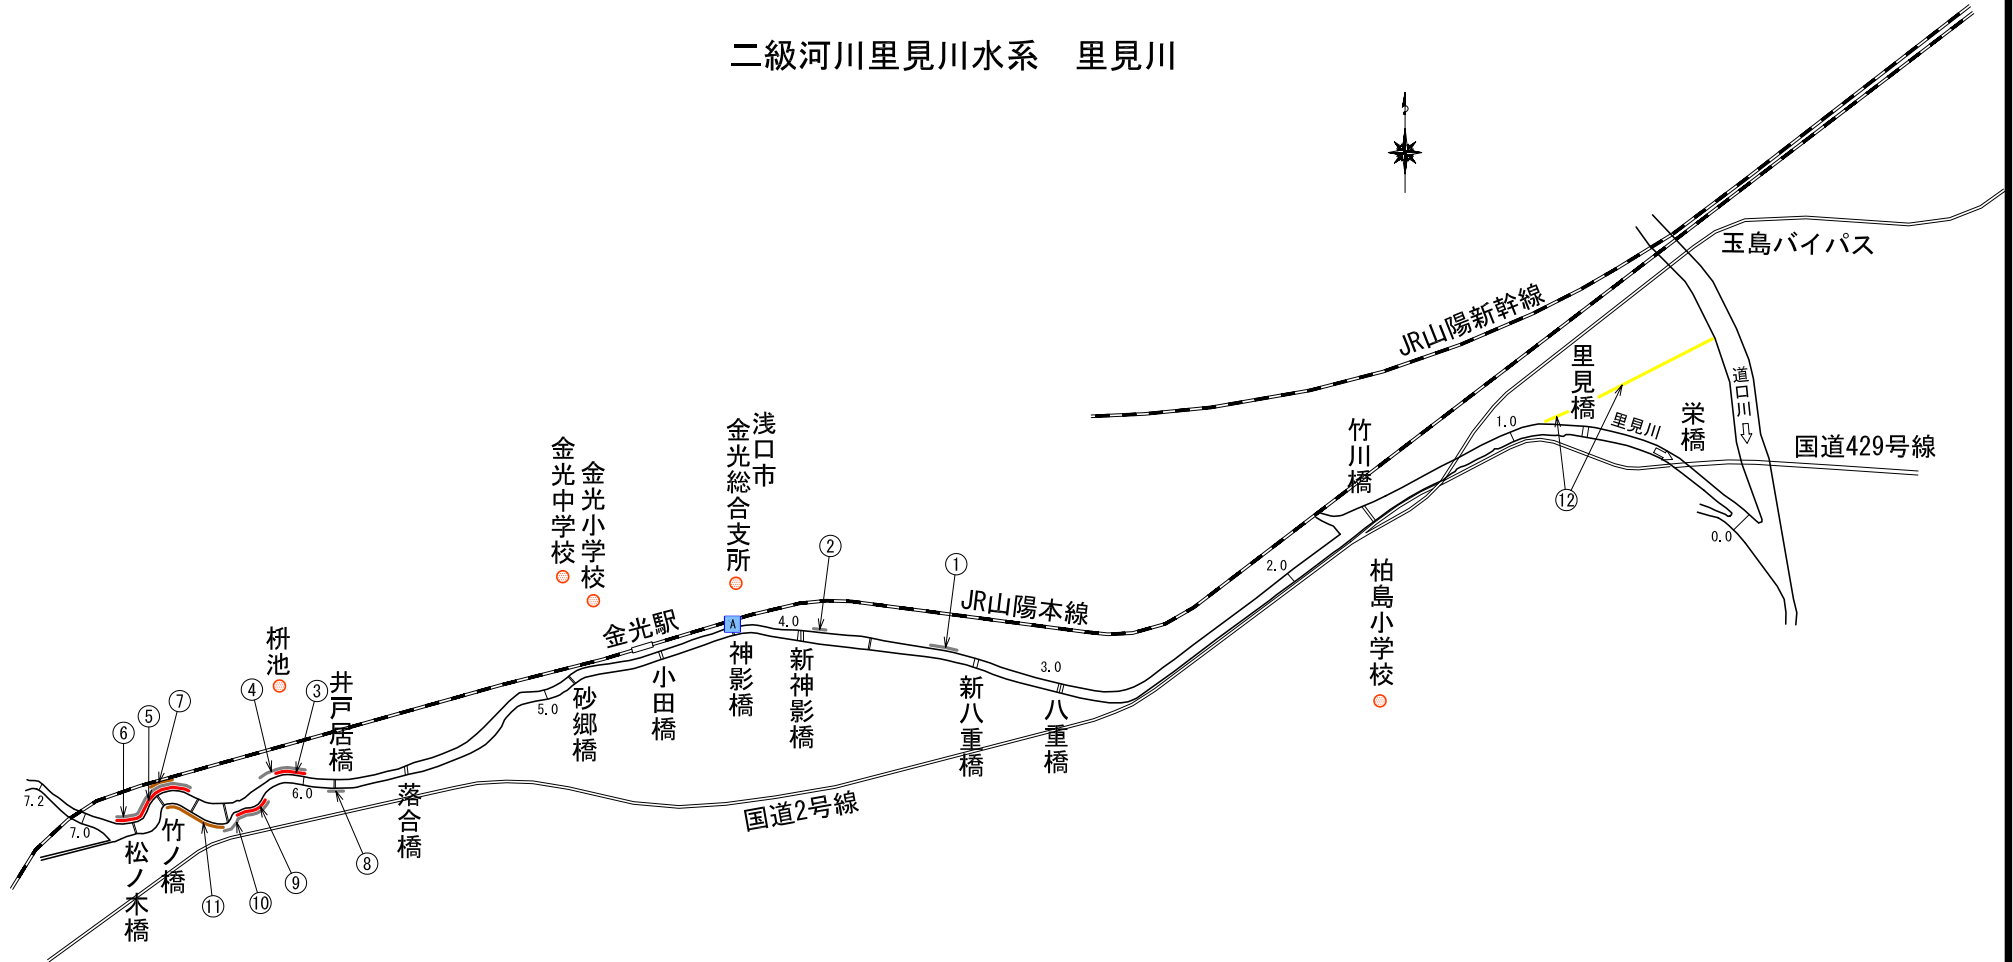 二級河川里見川水系　里見川
玉島バイパス
JR山陽新幹線
里見橋
道口川
栄橋
里見川
国道429号線
1.0
竹川橋
⑫
0.0
浅口市
金光総合支所
金光中学校
金光小学校
②
①
2.0
柏島小学校
JR山陽本線
金光駅
A
4.0
枡池
神影橋
新神影橋
3.0
小田橋
新八重橋
八重橋
砂郷橋
5.0
井戸居橋
④
③
⑦
⑤
⑥
6.0
7.2
7.0
落合橋
国道2号線
竹ノ橋
松ノ木橋
⑧
⑨
⑩
⑪